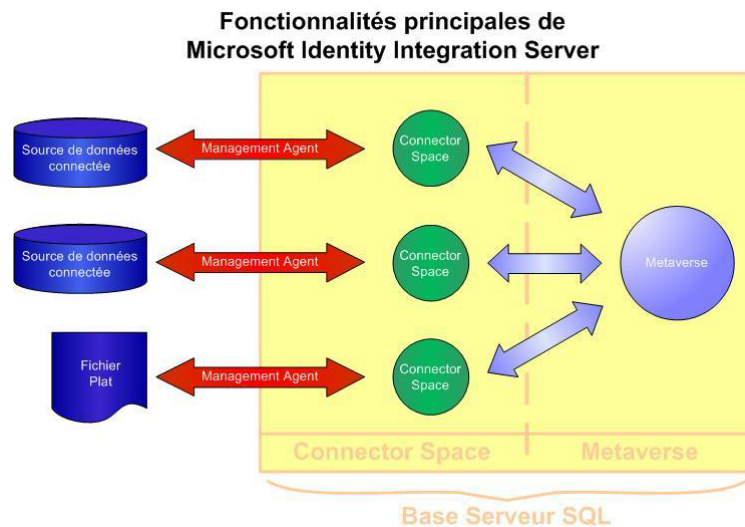 Fonctionnalités principales de
Microsoft Identity Integration Server
Source de données
connectée
Management Agent
Connector
Space
Source de données
connectée
Management Agent
Connector
Space
Metaverse
Fichier
Plat
Management Agent
Connector
Space
Connector Space
Metaverse
Base Serveur SQL